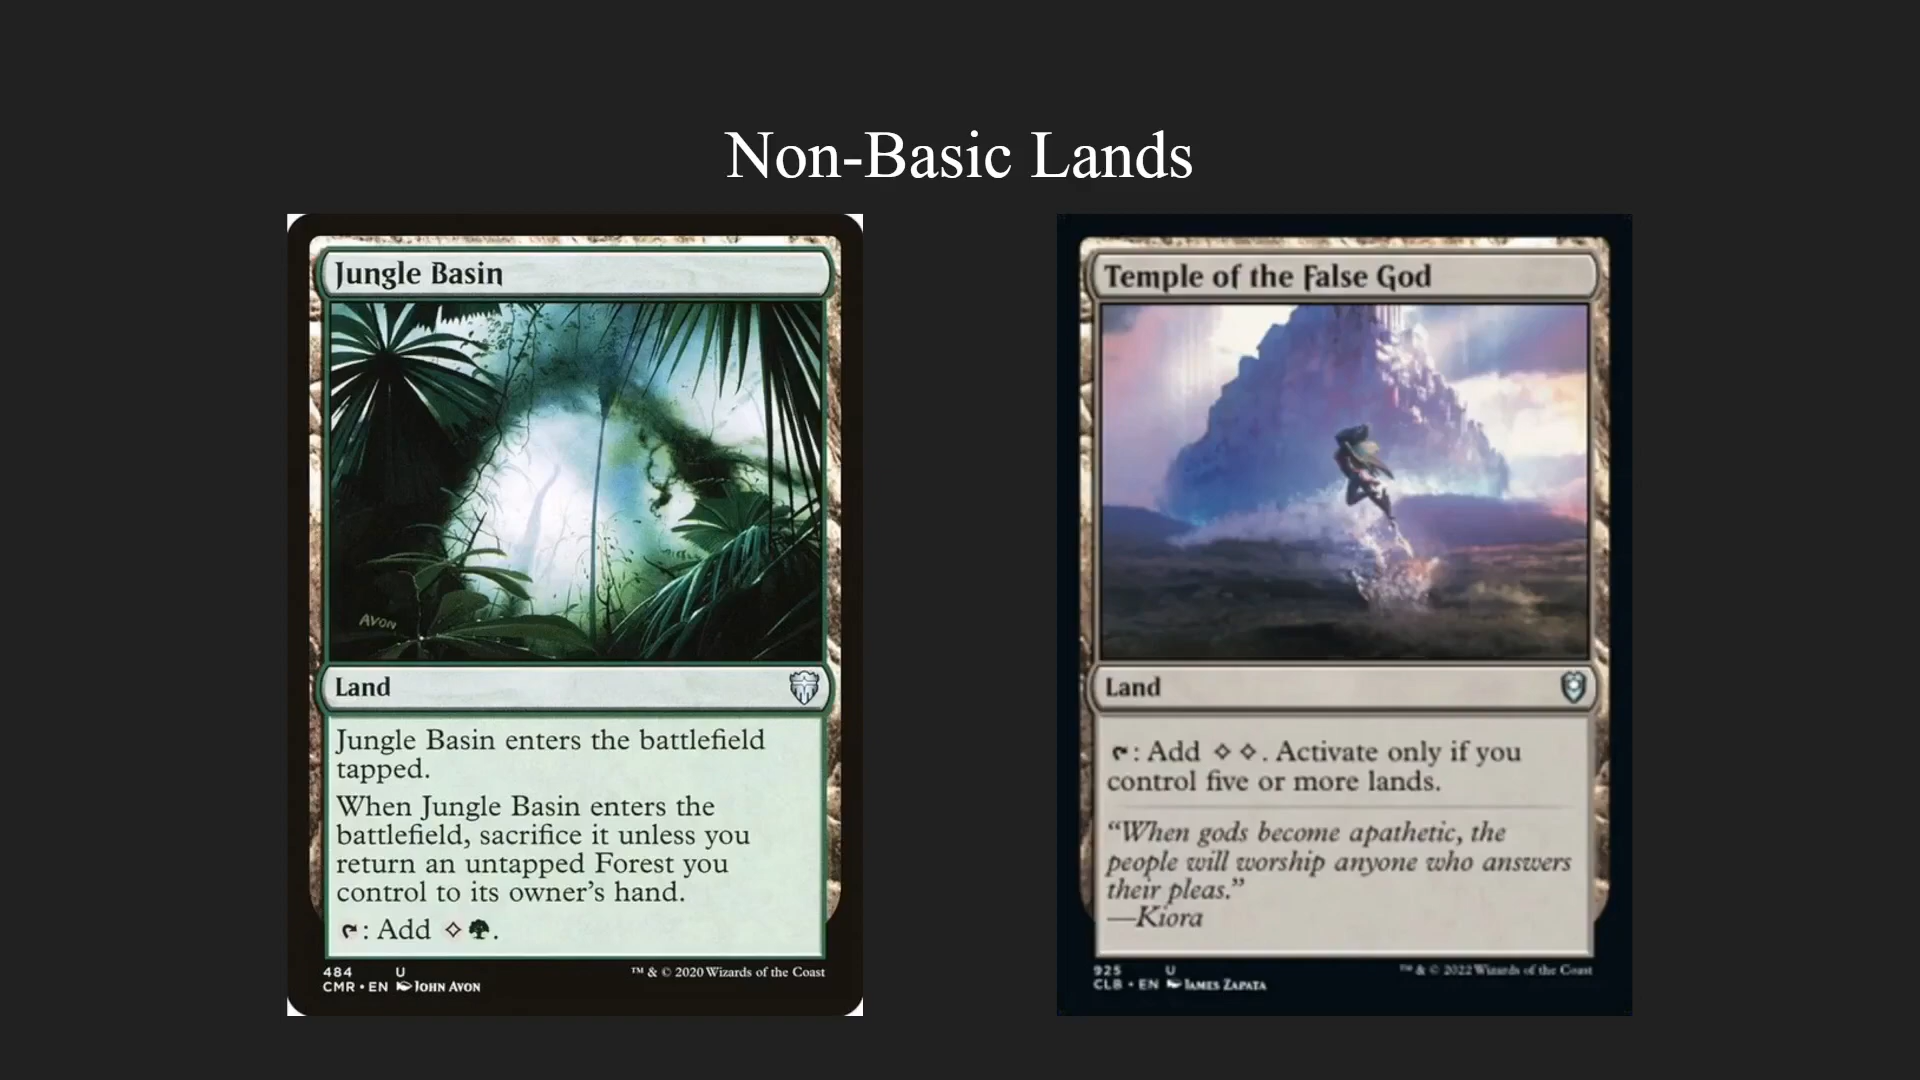 Non-Basic Lands
Jungle Basin
AVON
Land
Jungle Basin enters the battlefield
tapped.
When Jungle Basin enters the
battlefield, sacrifice it unless you
return an untapped Forest you
control to its owner's hand.
: Add .
484 U
CMR • EN JOHN AVON
™ & © 2020 Wizards of the Coast
Temple of the False God
Land
: Add . Activate only if you
control five or more lands.
“When gods become apathetic, the
people will worship anyone who answers
their pleas.”
—Kiora
925 U
CLB • EN JAMES ZAPATA
™ & © 2022 Wizards of the Coast